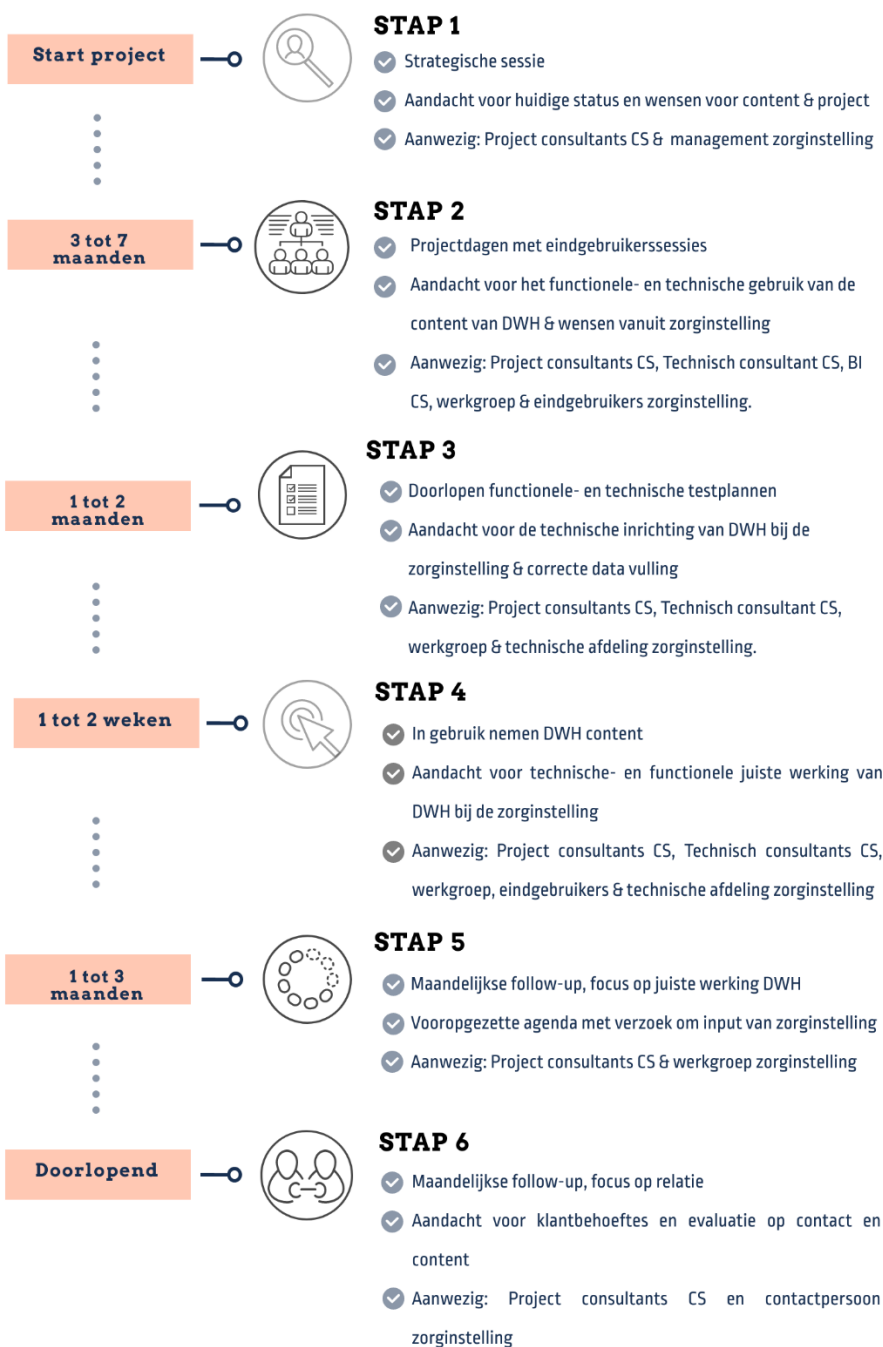 Start project
STAP 1
Strategische sessie
Aandacht voor huidige status en wensen voor content & project
Aanwezig: Project consultants CS & management zorginstelling
3 tot 7
maanden
STAP 2
Projectdagen met eindgebruikerssessies
Aandacht voor het functionele- en technische gebruik van de
content van DWH & wensen vanuit zorginstelling
Aanwezig: Project consultants CS, Technisch consultant CS, BI
CS, werkgroep & eindgebruikers zorginstelling.
1 tot 2
maanden
STAP 3
Doorlopen functionele- en technische testplannen
Aandacht voor de technische inrichting van DWH bij de
zorginstelling & correcte data vulling
Aanwezig: Project consultants CS, Technisch consultant CS,
werkgroep & technische afdeling zorginstelling.
1 tot 2 weken
STAP 4
In gebruik nemen DWH content
Aandacht voor technische- en functionele juiste werking van
DWH bij de zorginstelling
Aanwezig: Project consultants CS, Technisch consultants CS,
werkgroep, eindgebruikers & technische afdeling zorginstelling
1 tot 3
maanden
STAP 5
Maandelijkse follow-up, focus op juiste werking DWH
Vooropgezette agenda met verzoek om input van zorginstelling
Aanwezig: Project consultants CS & werkgroep zorginstelling
Doorlopend
STAP 6
Maandelijkse follow-up, focus op relatie
Aandacht voor klantbehoeftes en evaluatie op contact en
content
Aanwezig: Project consultants CS en contactpersoon
zorginstelling